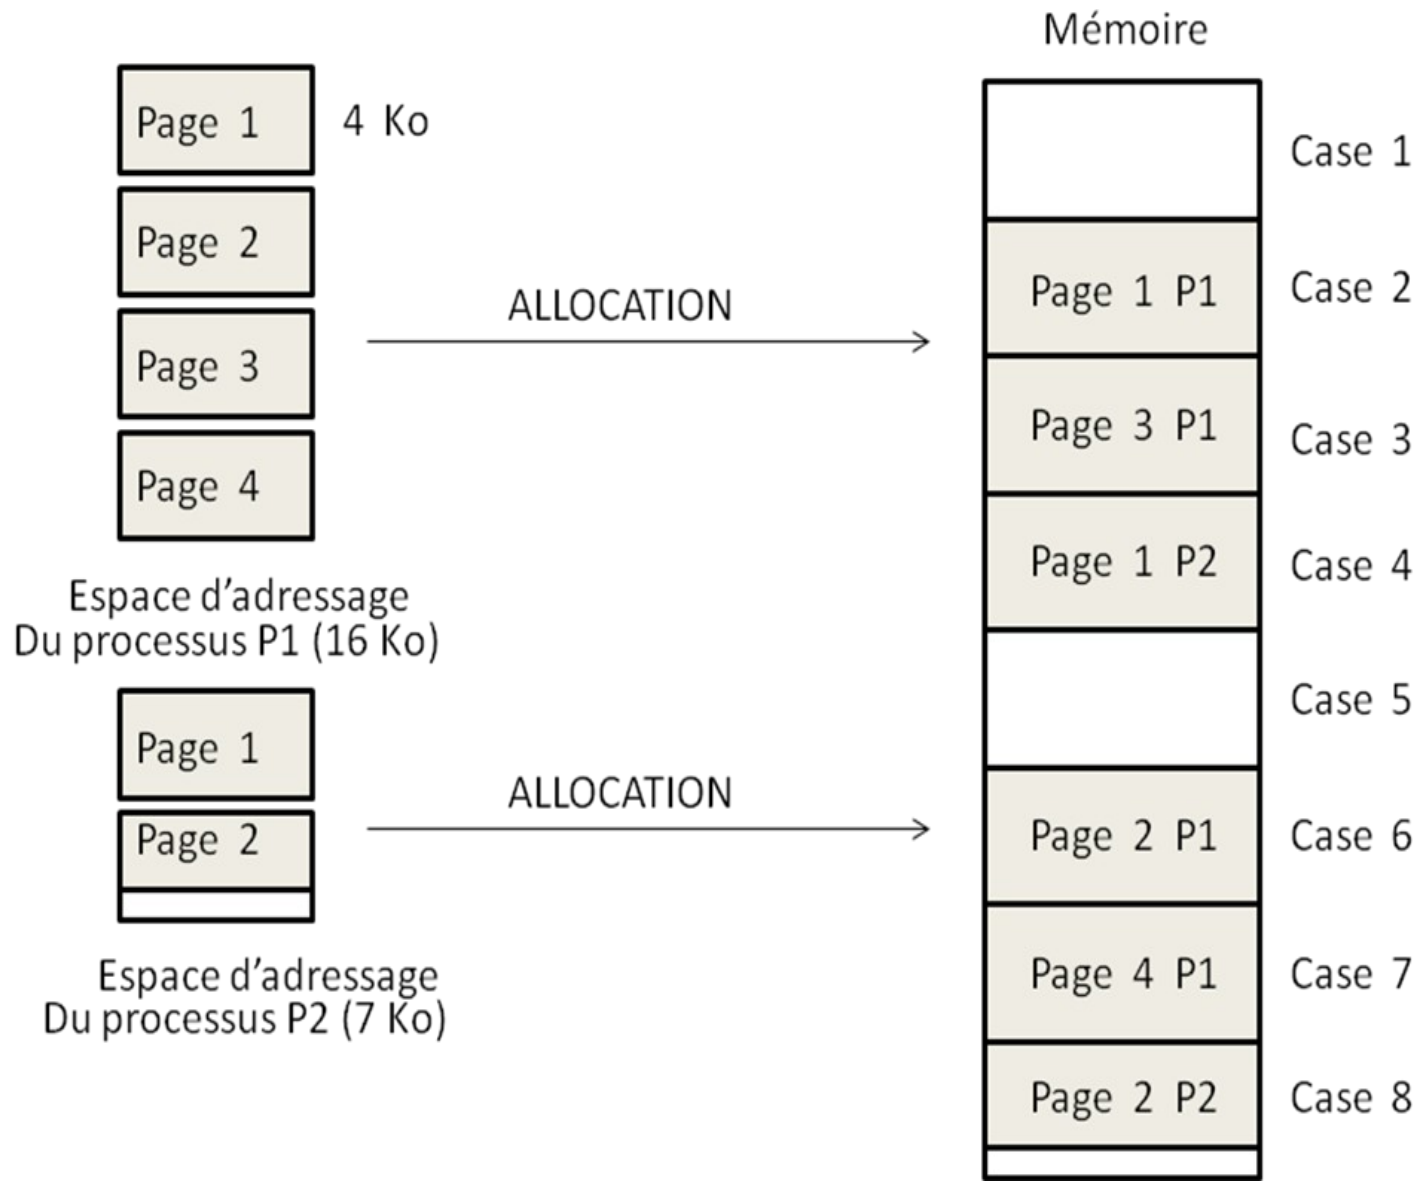 Mémoire
Page 1
4 Ko
Page 2
Page 3
Page 4
Espace d'adressage
Du processus P1 (16 Ko)
ALLOCATION
Page 1
Page 2
Espace d'adressage
Du processus P2 (7 Ko)
ALLOCATION
Case 1
Page 1 P1 Case 2
Page 3 P1 Case 3
Page 1 P2 Case 4
Case 5
Page 2 P1 Case 6
Page 4 P1 Case 7
Page 2 P2 Case 8